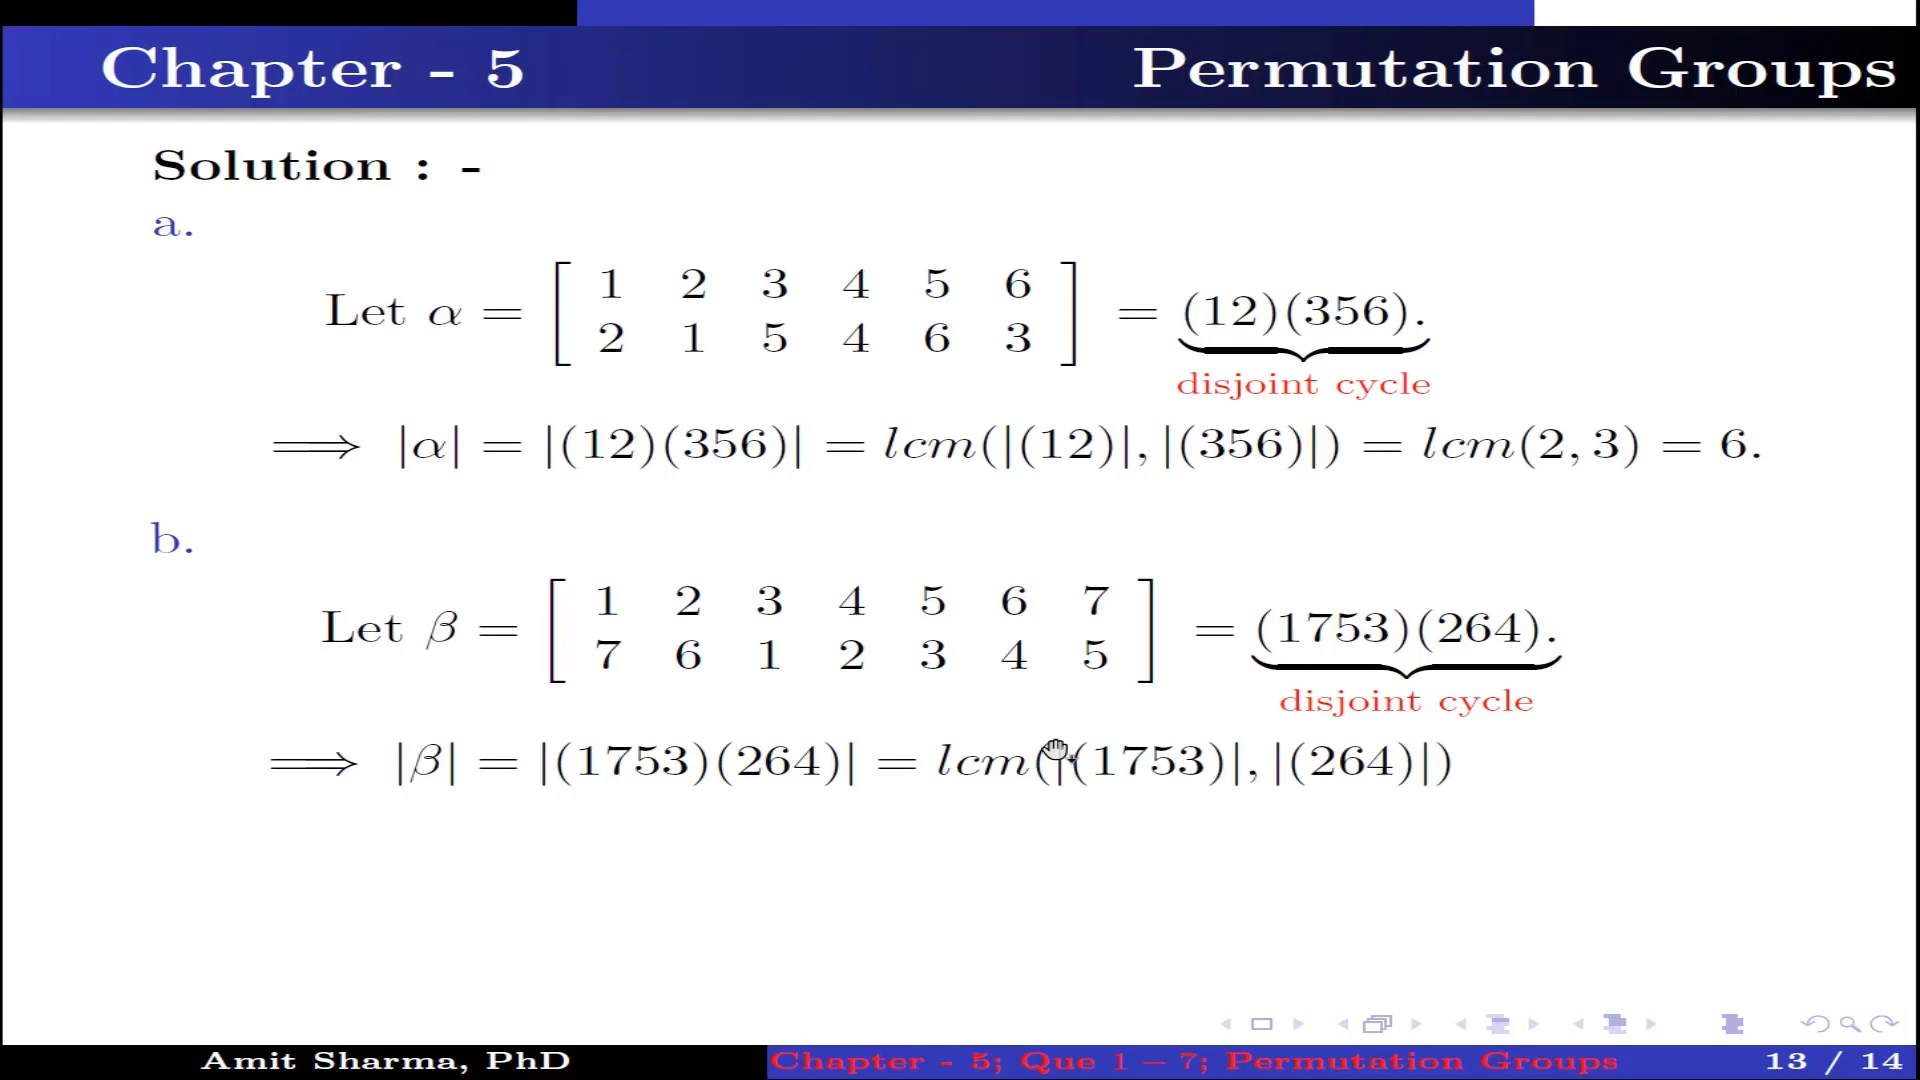 Chapter - 5 Permutation Groups
Solution : -
a.
Let α = [ 1 2 3 4 5 6
2 1 5 4 6 3 ] = (12)(356).
disjoint cycle
⟹ |α| = |(12)(356)| = lcm(|(12)|, |(356)|) = lcm(2, 3) = 6.
b.
Let β = [ 1 2 3 4 5 6 7
7 6 1 2 3 4 5 ] = (1753)(264).
disjoint cycle
⟹ |β| = |(1753)(264)| = lcm(|(1753)|, |(264)|)
Amit Sharma, PhD Chapter - 5; Que 1 – 7; Permutation Groups 13 / 14